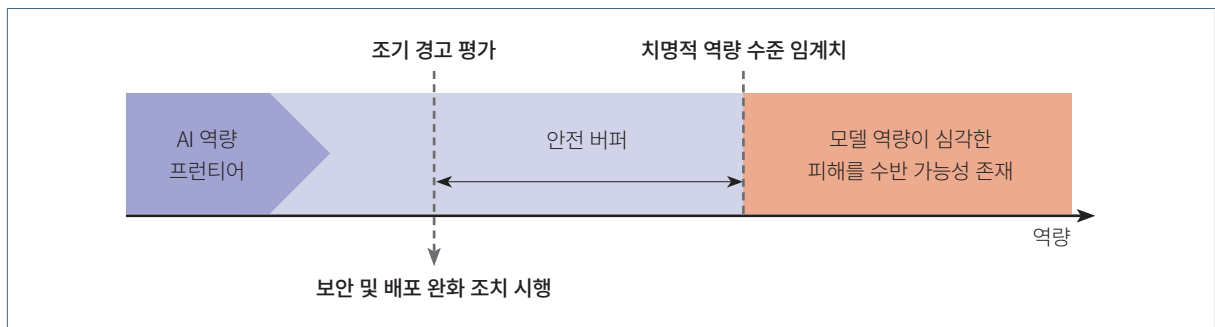 조기 경고 평가
치명적 역량 수준 임계치
AI 역량
프런티어
안전 버퍼
모델 역량이 심각한
피해를 수반 가능성 존재
역량
보안 및 배포 완화 조치 시행